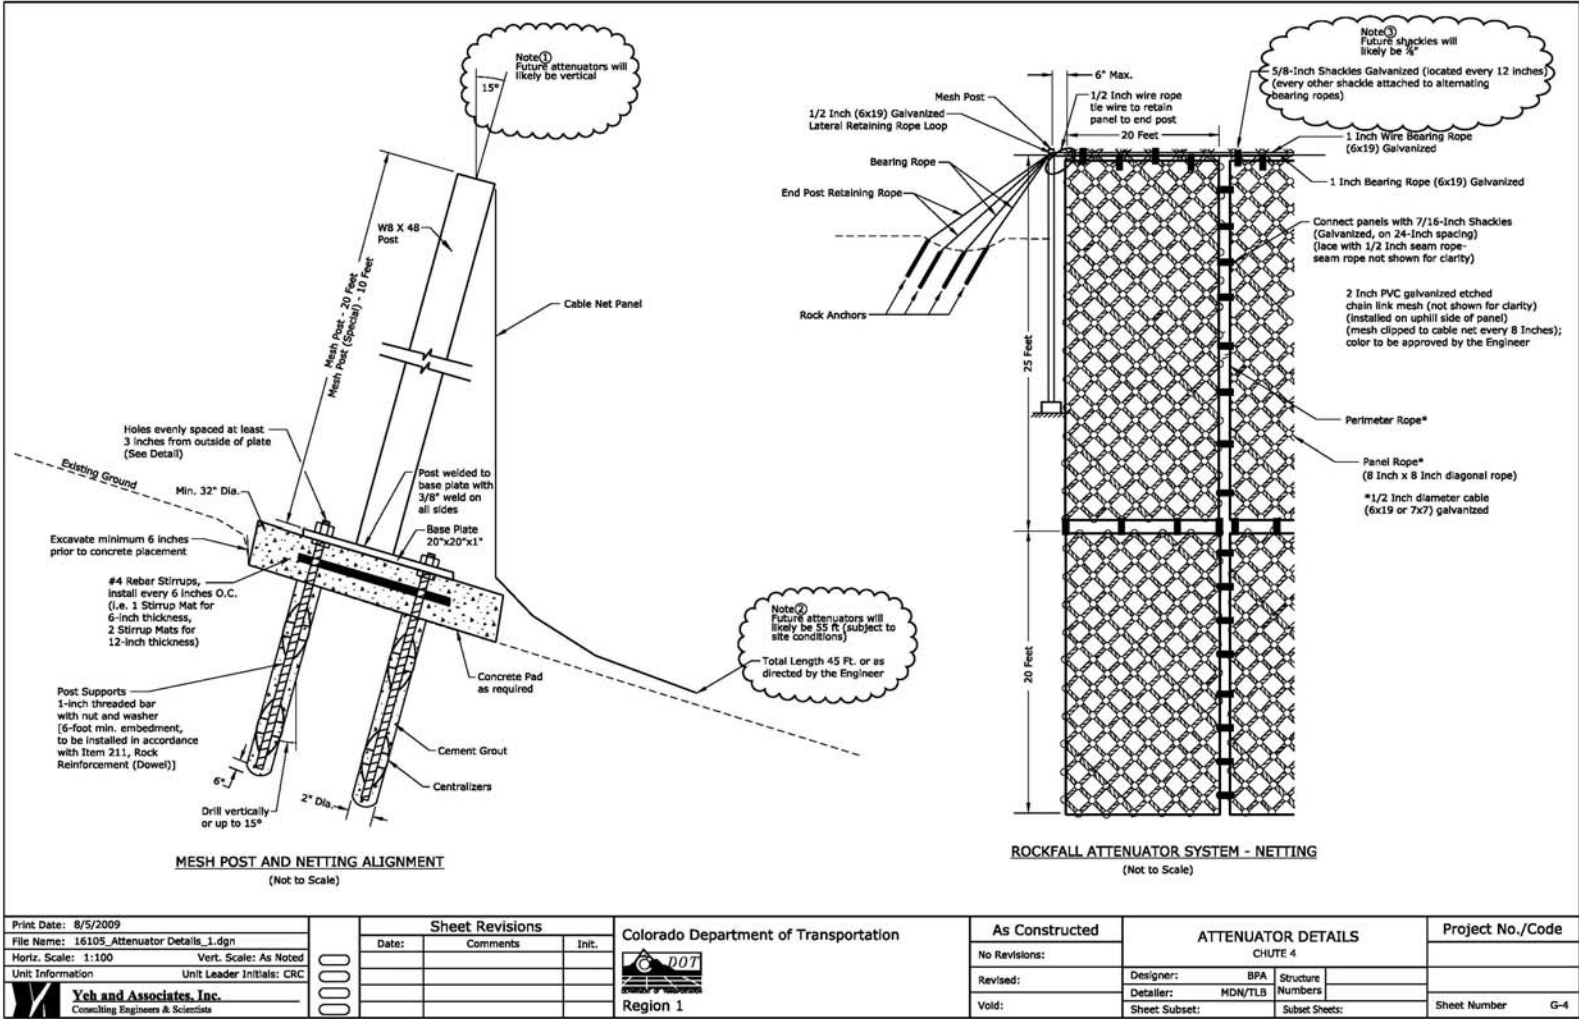 Note①
Future attenuators will
likely be vertical
15°
W8 X 48
Post
Mesh Post - 20 Feet
Mesh Post (Special) - 10 Feet
Cable Net Panel
Holes evenly spaced at least
3 inches from outside of plate
(See Detail)
Existing Ground
Min. 32" Dia.
Post welded to
base plate with
3/8" weld on
all sides
Base Plate
20"x20"x1"
Excavate minimum 6 inches
prior to concrete placement
#4 Rebar Stirrups,
install every 6 inches O.C.
(i.e. 1 Stirrup Mat for
6-inch thickness,
2 Stirrup Mats for
12-inch thickness)
Note②
Future attenuators will
likely be 55 ft (subject to
site conditions)
Total Length 45 Ft. or as
directed by the Engineer
Concrete Pad
as required
Post Supports
1-inch threaded bar
with nut and washer
[6-foot min. embedment,
to be installed in accordance
with Item 211, Rock
Reinforcement (Dowel)]
Cement Grout
Centralizers
6"
2" Dia.
Drill vertically
or up to 15°
MESH POST AND NETTING ALIGNMENT
(Not to Scale)
Note③
Future shackles will
likely be ⅞"
5/8-Inch Shackles Galvanized (located every 12 inches)
(every other shackle attached to alternating
bearing ropes)
6" Max.
Mesh Post
1/2 Inch wire rope
tie wire to retain
panel to end post
1/2 Inch (6x19) Galvanized
Lateral Retaining Rope Loop
20 Feet
1 Inch Wire Bearing Rope
(6x19) Galvanized
Bearing Rope
1 Inch Bearing Rope (6x19) Galvanized
End Post Retaining Rope
Connect panels with 7/16-Inch Shackles
(Galvanized, on 24-Inch spacing)
(lace with 1/2 Inch seam rope-
seam rope not shown for clarity)
2 Inch PVC galvanized etched
chain link mesh (not shown for clarity)
(installed on uphill side of panel)
(mesh clipped to cable net every 8 Inches);
color to be approved by the Engineer
Rock Anchors
25 Feet
Perimeter Rope*
Panel Rope*
(8 Inch x 8 Inch diagonal rope)
*1/2 Inch diameter cable
(6x19 or 7x7) galvanized
20 Feet
ROCKFALL ATTENUATOR SYSTEM - NETTING
(Not to Scale)
Print Date: 8/5/2009
File Name: 16105_Attenuator Details_1.dgn
Horiz. Scale: 1:100 Vert. Scale: As Noted
Unit Information Unit Leader Initials: CRC
Yeh and Associates, Inc.
Consulting Engineers & Scientists
Sheet Revisions
Date: Comments Init.
Colorado Department of Transportation
DOT
Region 1
As Constructed
No Revisions:
Revised:
Void:
ATTENUATOR DETAILS
CHUTE 4
Designer: BPA
Detailer: MDN/TLB
Structure
Numbers
Sheet Subset: Subset Sheets:
Project No./Code
Sheet Number G-4